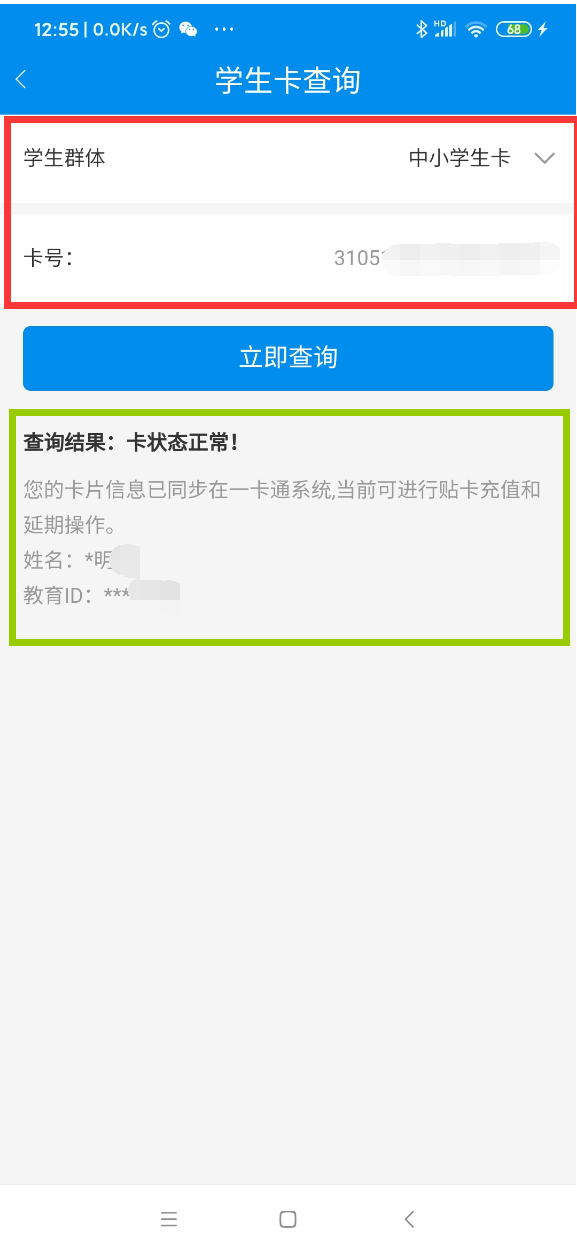 12:55 | 0.0K/s ...
HD 68
学生卡查询
学生群体 中小学生卡
卡号： 3105
立即查询
查询结果：卡状态正常！
您的卡片信息已同步在一卡通系统,当前可进行贴卡充值和
延期操作。
姓名：*明
教育ID：***